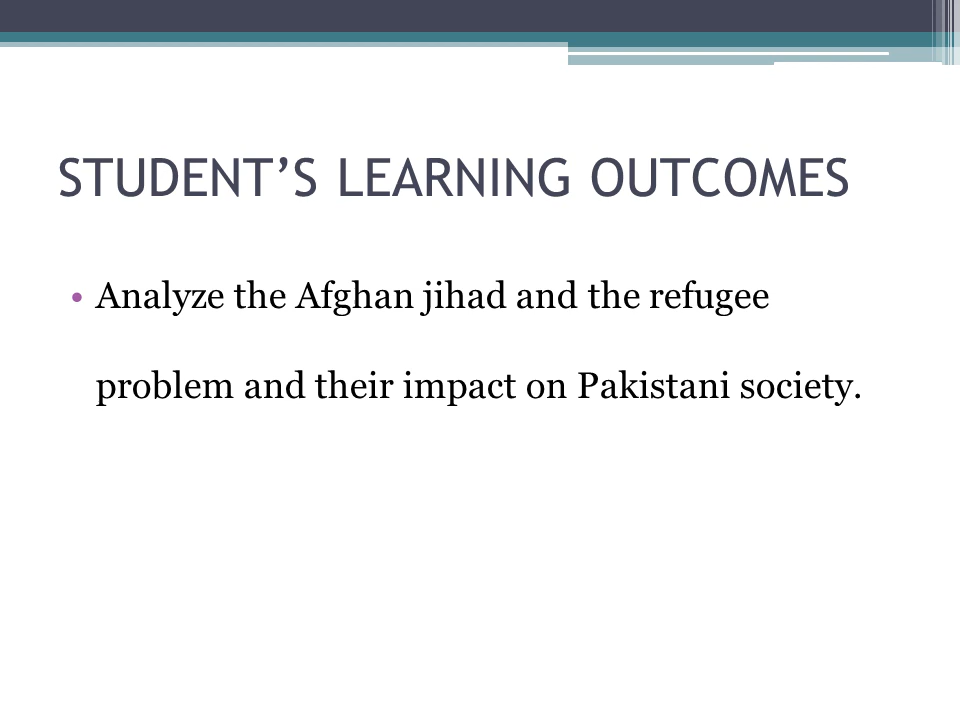 STUDENT’S LEARNING OUTCOMES
• Analyze the Afghan jihad and the refugee
problem and their impact on Pakistani society.